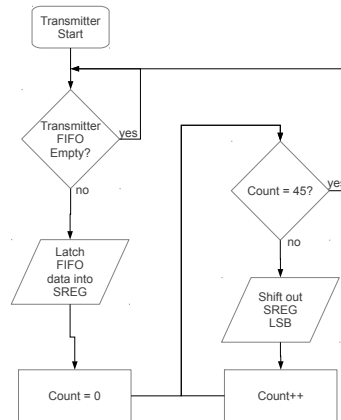 Transmitter
Start
Transmitter
FIFO
Empty?
yes
no
Latch
FIFO
data into
SREG
Count = 0
Count = 45?
yes
no
Shift out
SREG
LSB
Count++